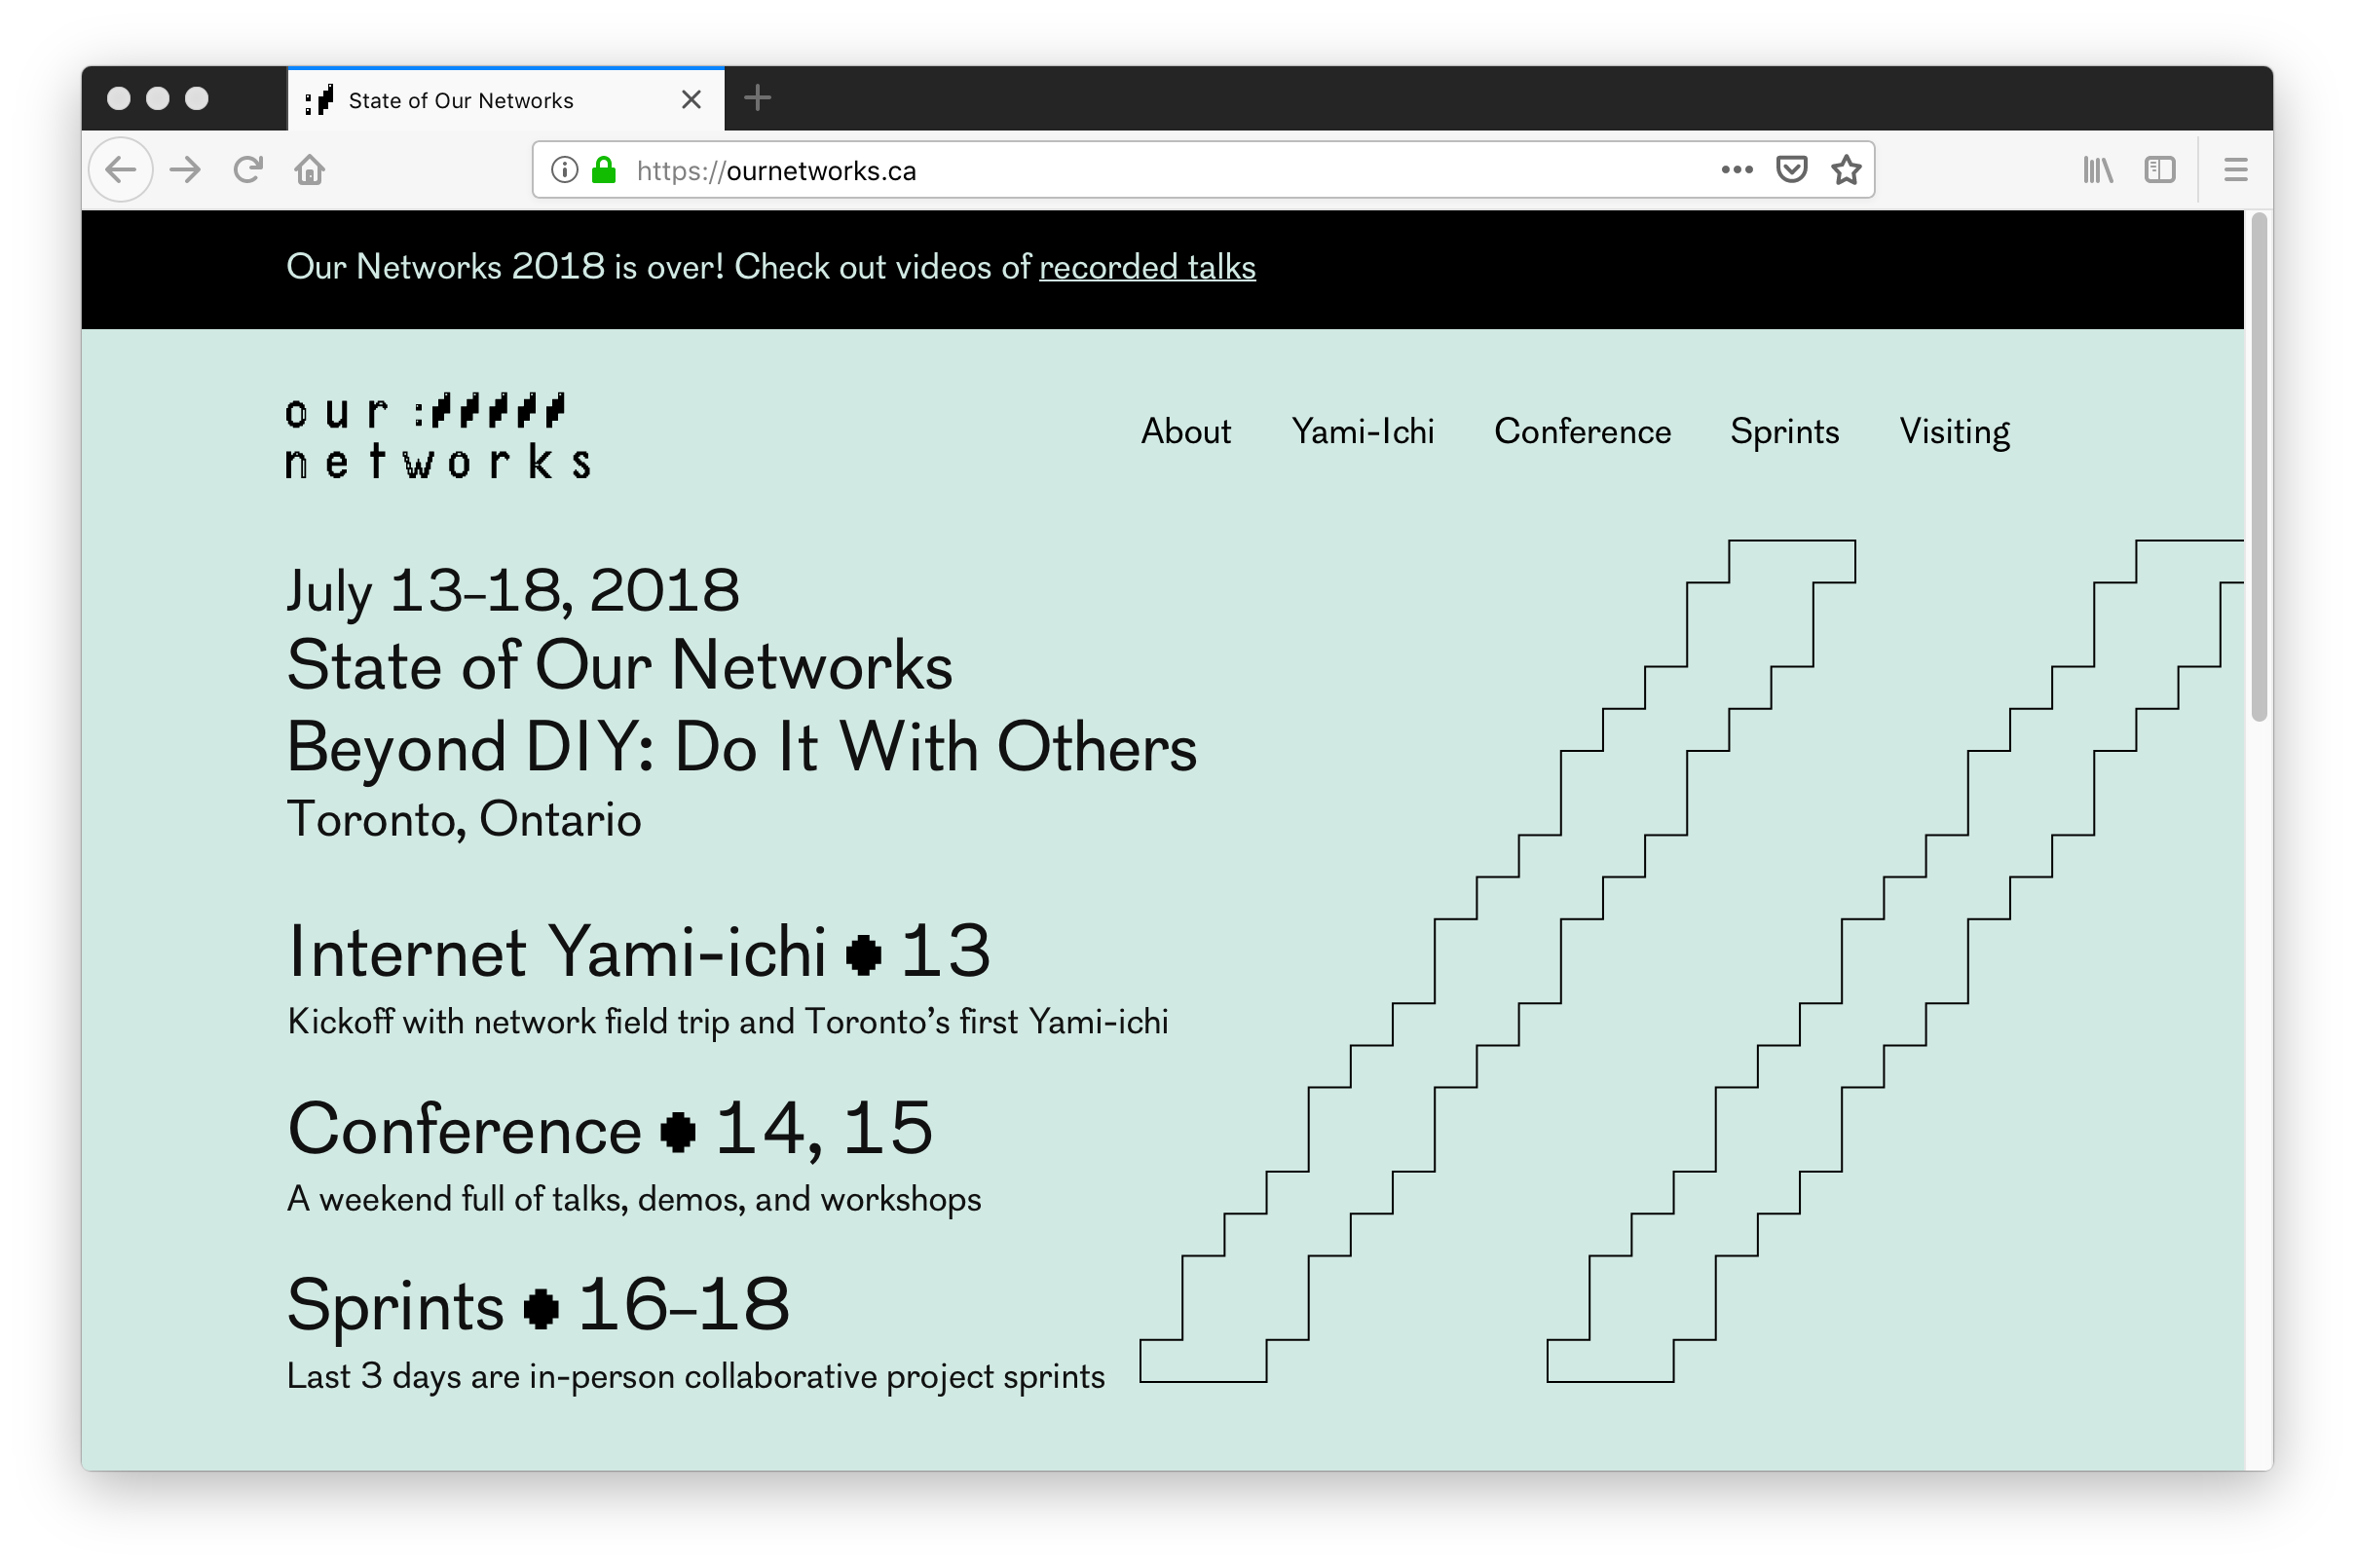 State of Our Networks
https://ournetworks.ca
Our Networks 2018 is over! Check out videos of recorded talks
our ://///
networks
About Yami-Ichi Conference Sprints Visiting
July 13–18, 2018
State of Our Networks
Beyond DIY: Do It With Others
Toronto, Ontario
Internet Yami-ichi ● 13
Kickoff with network field trip and Toronto’s first Yami-ichi
Conference ● 14, 15
A weekend full of talks, demos, and workshops
Sprints ● 16–18
Last 3 days are in-person collaborative project sprints